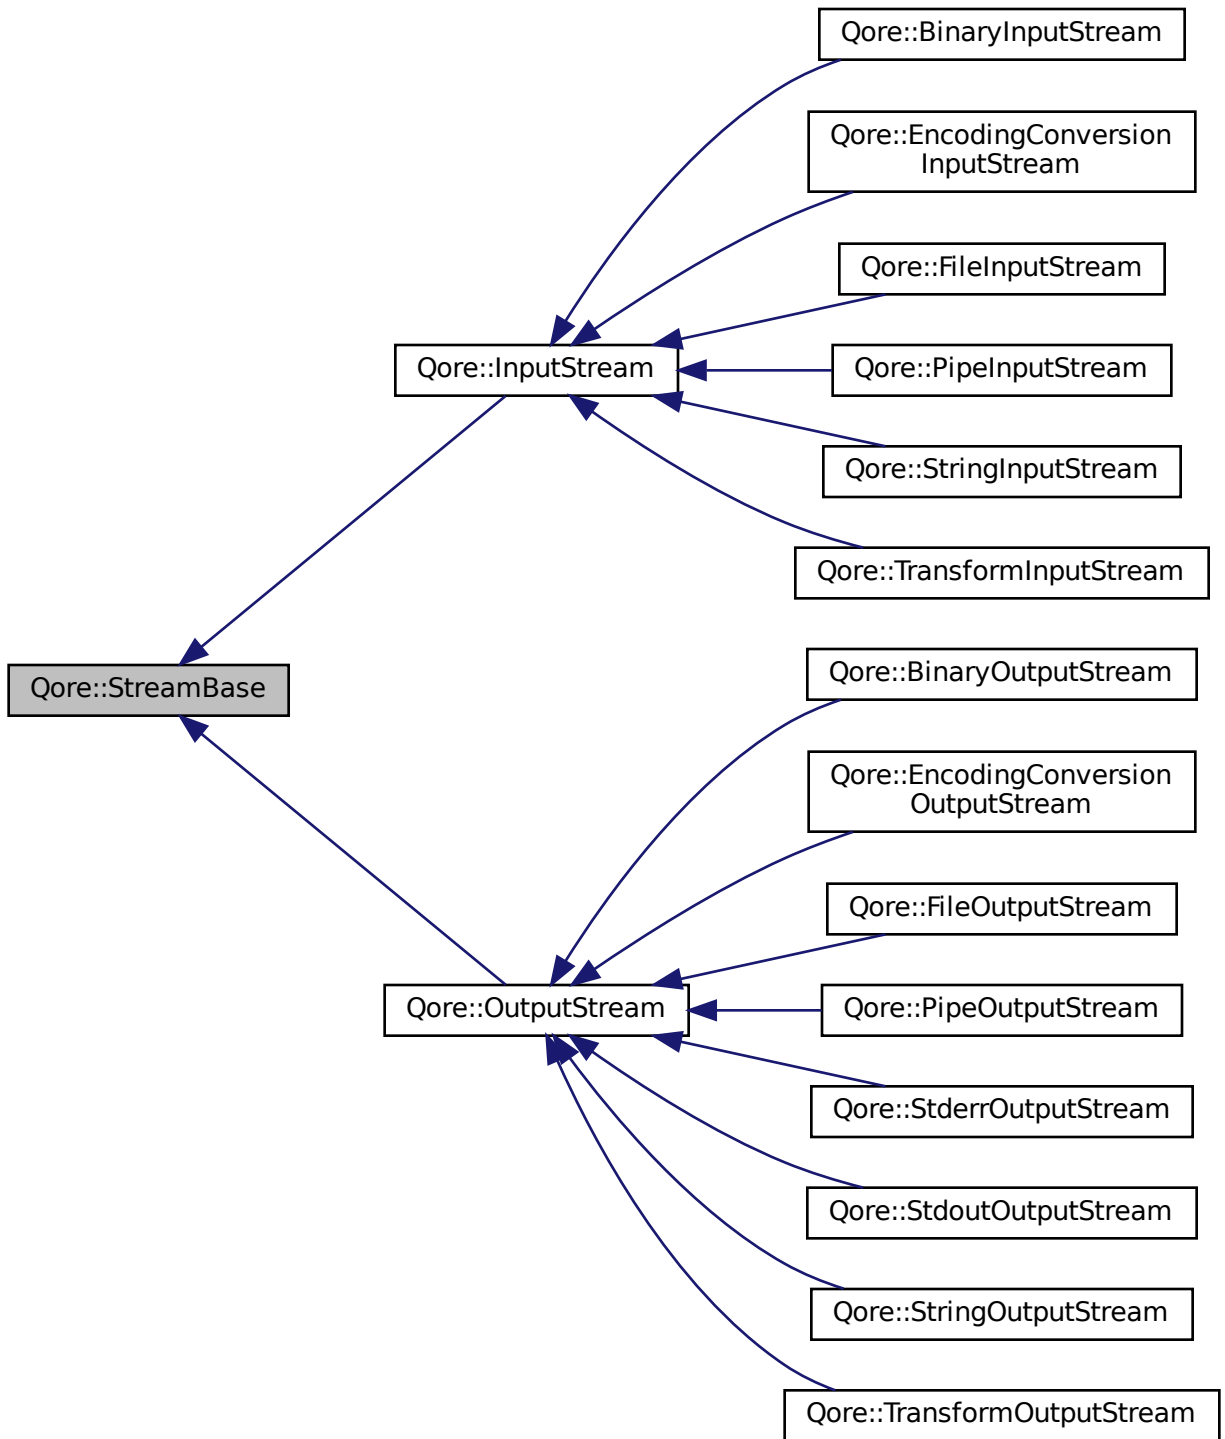 Qore::BinaryInputStream
Qore::EncodingConversion
InputStream
Qore::FileInputStream
Qore::InputStream
Qore::PipeInputStream
Qore::StringInputStream
Qore::TransformInputStream
Qore::StreamBase
Qore::BinaryOutputStream
Qore::EncodingConversion
OutputStream
Qore::FileOutputStream
Qore::OutputStream
Qore::PipeOutputStream
Qore::StderrOutputStream
Qore::StdoutOutputStream
Qore::StringOutputStream
Qore::TransformOutputStream